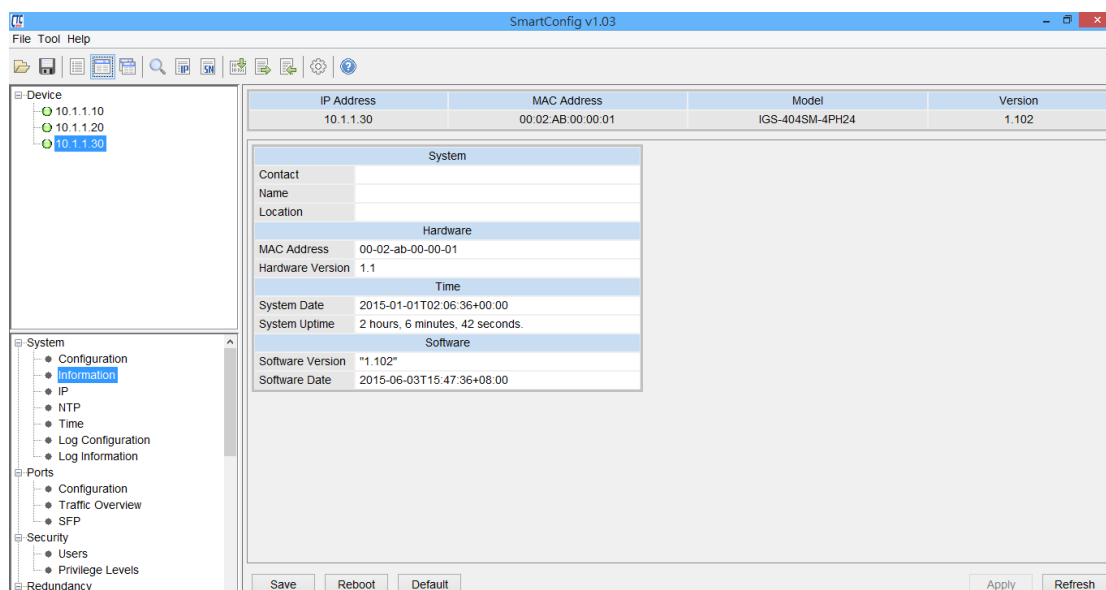 CTC
SmartConfig v1.03
File Tool Help
IP SN
Device
10.1.1.10
10.1.1.20
10.1.1.30
IP Address MAC Address Model Version
10.1.1.30 00:02:AB:00:00:01 IGS-404SM-4PH24 1.102
System
Contact
Name
Location
Hardware
MAC Address 00-02-ab-00-00-01
Hardware Version 1.1
Time
System Date 2015-01-01T02:06:36+00:00
System Uptime 2 hours, 6 minutes, 42 seconds.
Software
Software Version "1.102"
Software Date 2015-06-03T15:47:36+08:00
System
Configuration
Information
IP
NTP
Time
Log Configuration
Log Information
Ports
Configuration
Traffic Overview
SFP
Security
Users
Privilege Levels
Redundancy
Save Reboot Default Apply Refresh